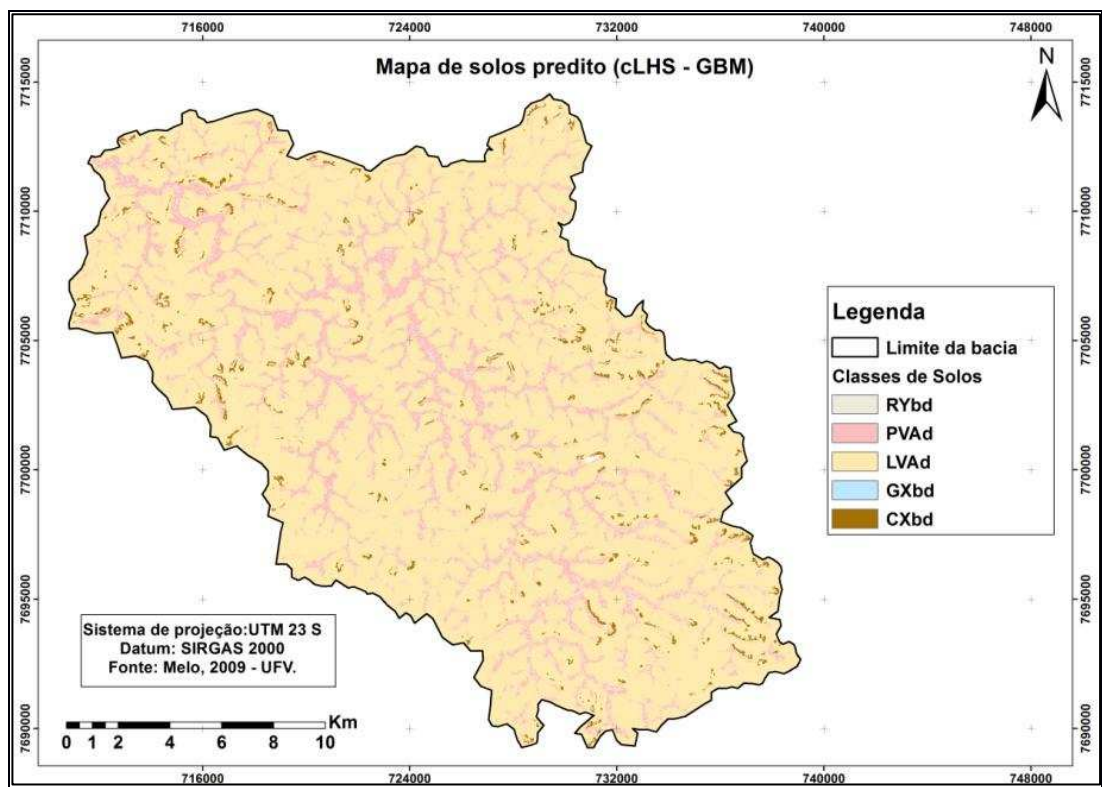 716000 724000 732000 740000 748000
Mapa de solos predito (cLHS - GBM)
N
7715000 7715000
7710000 7710000
7705000 7705000
7700000 7700000
7695000 7695000
7690000 7690000
Legenda
Limite da bacia
Classes de Solos
RYbd
PVAd
LVAd
GXbd
CXbd
Sistema de projeção:UTM 23 S
Datum: SIRGAS 2000
Fonte: Melo, 2009 - UFV.
Km
0 1 2 4 6 8 10
716000 724000 732000 740000 748000